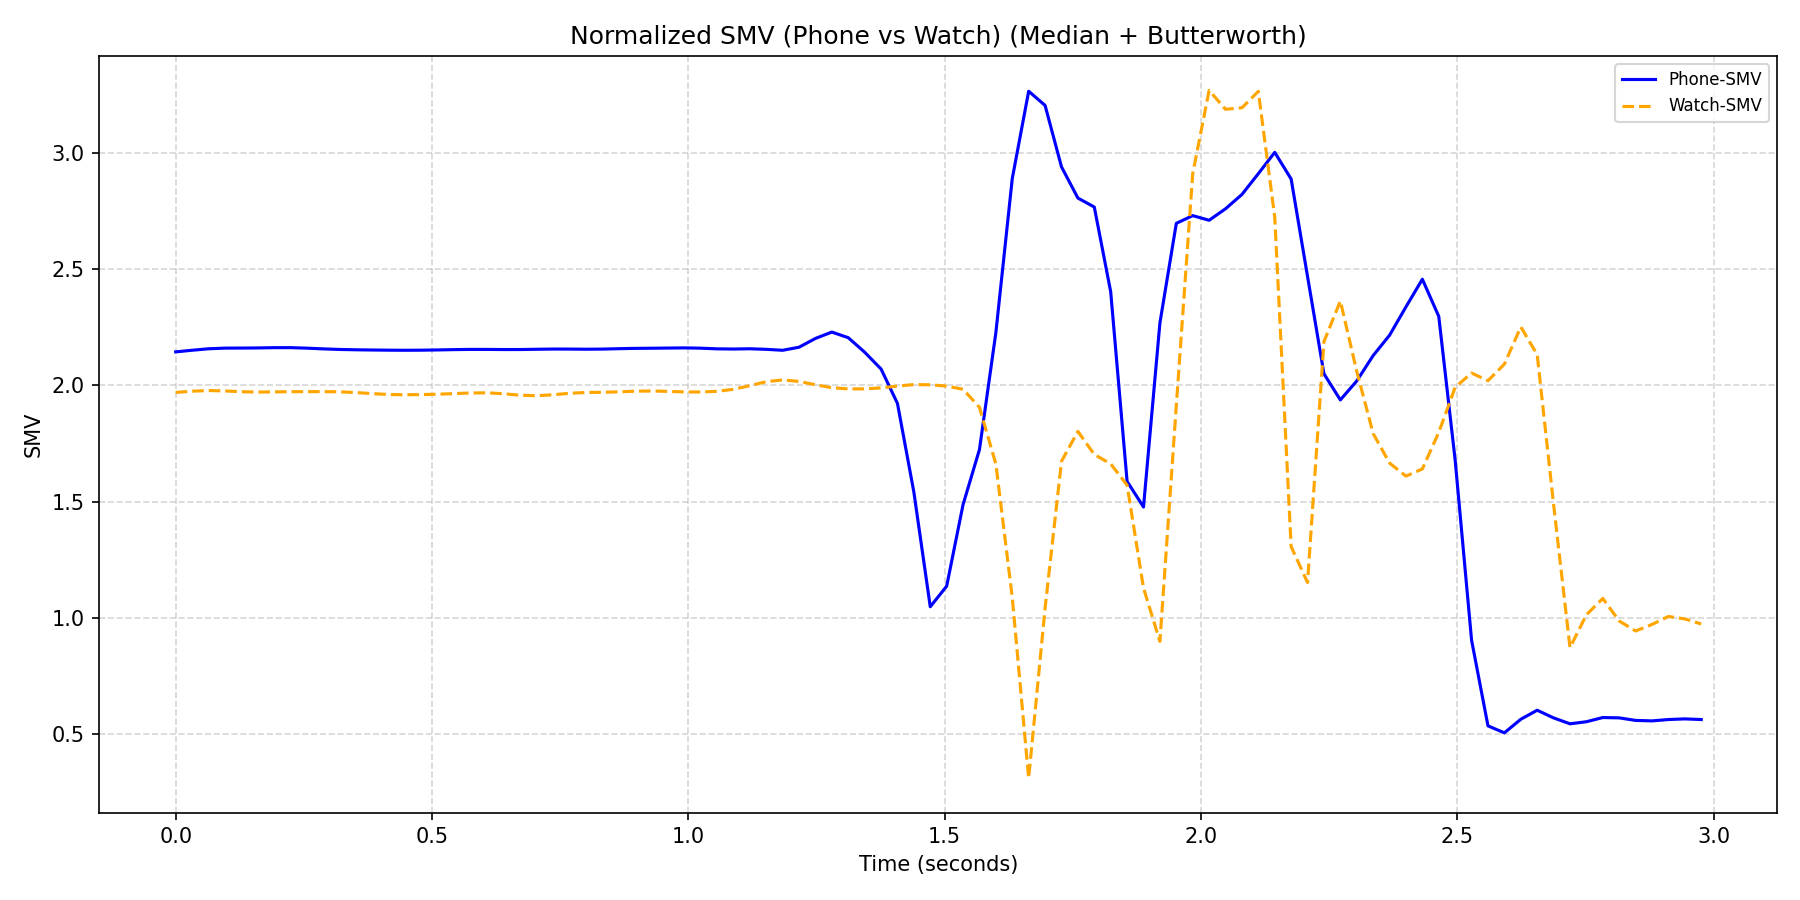 Normalized SMV (Phone vs Watch) (Median + Butterworth)
Phone-SMV
Watch-SMV
SMV
3.0
2.5
2.0
1.5
1.0
0.5
0.0 0.5 1.0 1.5 2.0 2.5 3.0
Time (seconds)